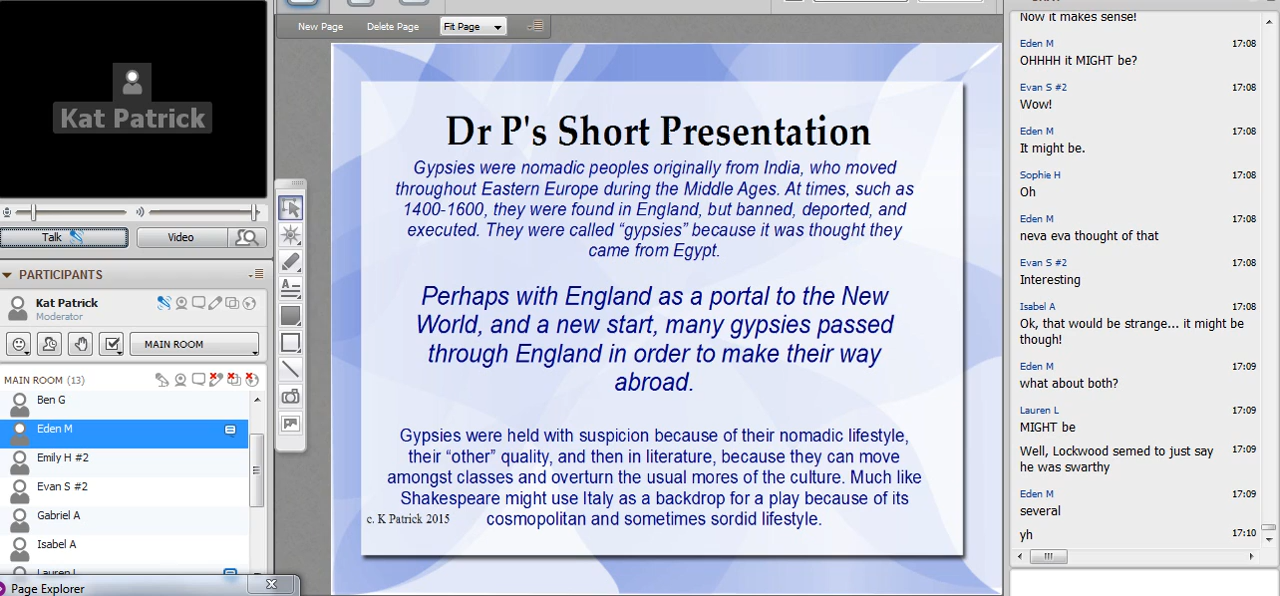 Kat Patrick
Talk
Video
PARTICIPANTS
Kat Patrick
Moderator
MAIN ROOM
MAIN ROOM (13)
Ben G
Eden M
Emily H #2
Evan S #2
Gabriel A
Isabel A
Lauren L
Page Explorer
New Page
Delete Page
Fit Page
Dr P's Short Presentation
Gypsies were nomadic peoples originally from India, who moved
throughout Eastern Europe during the Middle Ages. At times, such as
1400-1600, they were found in England, but banned, deported, and
executed. They were called “gypsies” because it was thought they
came from Egypt.
Perhaps with England as a portal to the New
World, and a new start, many gypsies passed
through England in order to make their way
abroad.
Gypsies were held with suspicion because of their nomadic lifestyle,
their “other” quality, and then in literature, because they can move
amongst classes and overturn the usual mores of the culture. Much like
Shakespeare might use Italy as a backdrop for a play because of its
cosmopolitan and sometimes sordid lifestyle.
c. K Patrick 2015
Now it makes sense!
Eden M 17:08
OHHHH it MIGHT be?
Evan S #2 17:08
Wow!
Eden M 17:08
It might be.
Sophie H 17:08
Oh
Eden M 17:08
neva eva thought of that
Evan S #2 17:08
Interesting
Isabel A 17:08
Ok, that would be strange... it might be
though!
Eden M 17:09
what about both?
Lauren L 17:09
MIGHT be
Well, Lockwood semed to just say 17:09
he was swarthy
Eden M 17:09
several
yh 17:10